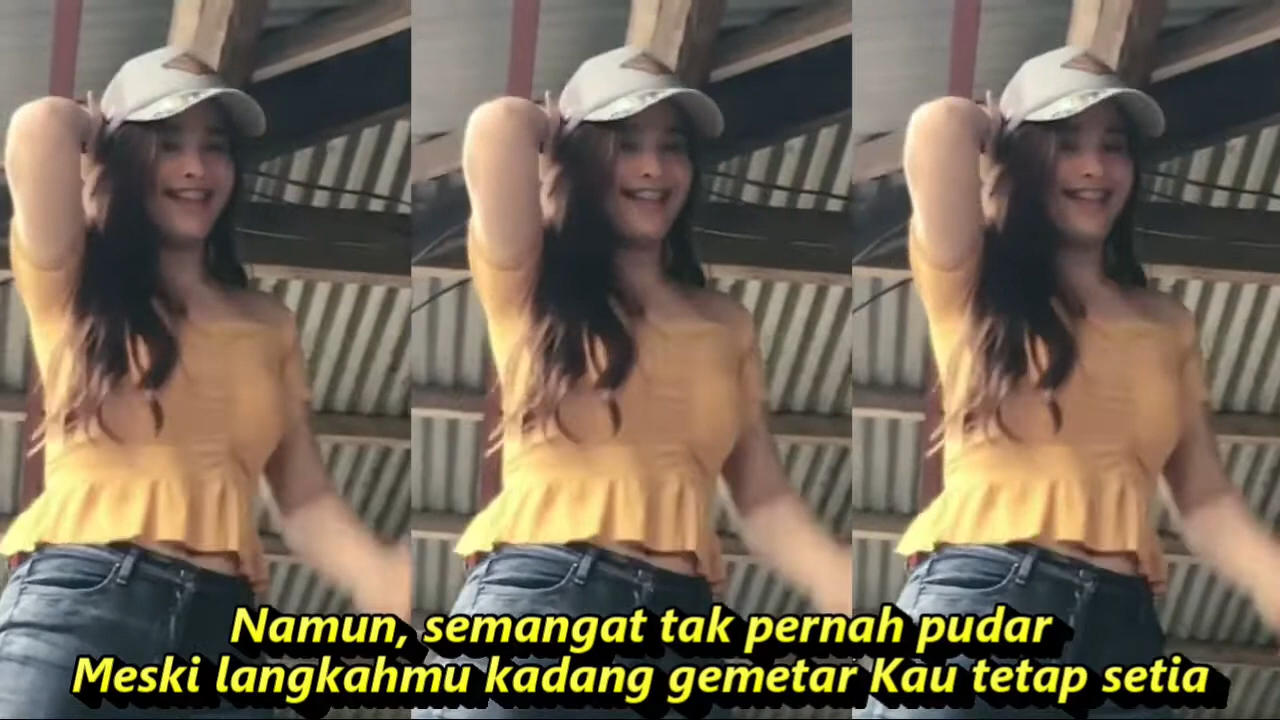 Namun, semangat tak pernah pudar
Meski langkahmu kadang gemetar Kau tetap setia